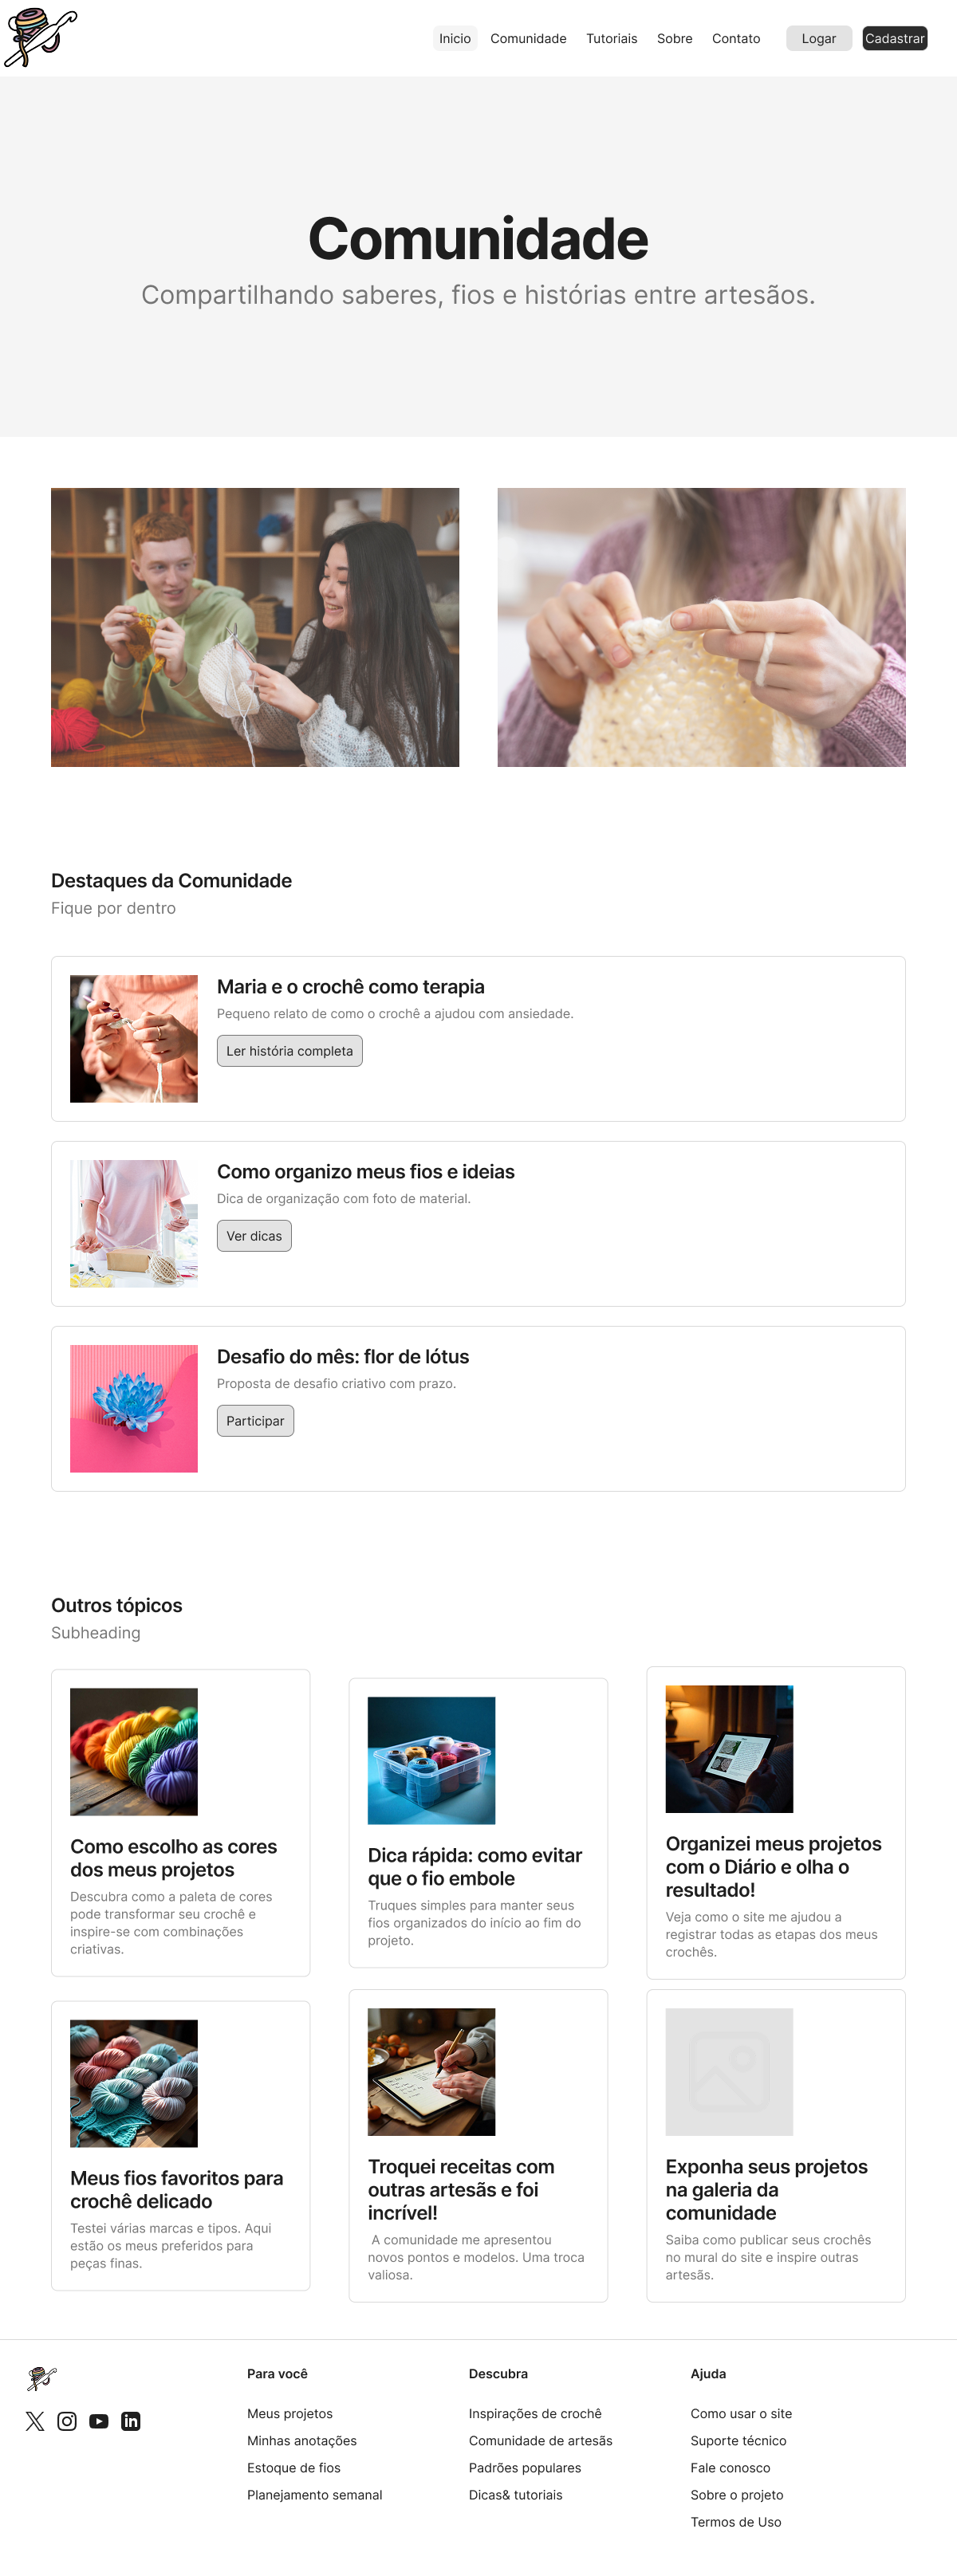 Inicio
Comunidade
Tutoriais
Sobre
Contato
Logar
Cadastrar
Comunidade
Compartilhando saberes, fios e histórias entre artesãos.
Destaques da Comunidade
Fique por dentro
Maria e o crochê como terapia
Pequeno relato de como o crochê a ajudou com ansiedade.
Ler história completa
Como organizo meus fios e ideias
Dica de organização com foto de material.
Ver dicas
Desafio do mês: flor de lótus
Proposta de desafio criativo com prazo.
Participar
Outros tópicos
Subheading
Como escolho as cores
dos meus projetos
Descubra como a paleta de cores
pode transformar seu crochê e
inspire-se com combinações
criativas.
Dica rápida: como evitar
que o fio embole
Truques simples para manter seus
fios organizados do início ao fim do
projeto.
Organizei meus projetos
com o Diário e olha o
resultado!
Veja como o site me ajudou a
registrar todas as etapas dos meus
crochês.
Meus fios favoritos para
crochê delicado
Testei várias marcas e tipos. Aqui
estão os meus preferidos para
peças finas.
Troquei receitas com
outras artesãs e foi
incrível!
A comunidade me apresentou
novos pontos e modelos. Uma troca
valiosa.
Exponha seus projetos
na galeria da
comunidade
Saiba como publicar seus crochês
no mural do site e inspire outras
artesãs.
Para você
Meus projetos
Minhas anotações
Estoque de fios
Planejamento semanal
Descubra
Inspirações de crochê
Comunidade de artesãs
Padrões populares
Dicas& tutoriais
Ajuda
Como usar o site
Suporte técnico
Fale conosco
Sobre o projeto
Termos de Uso